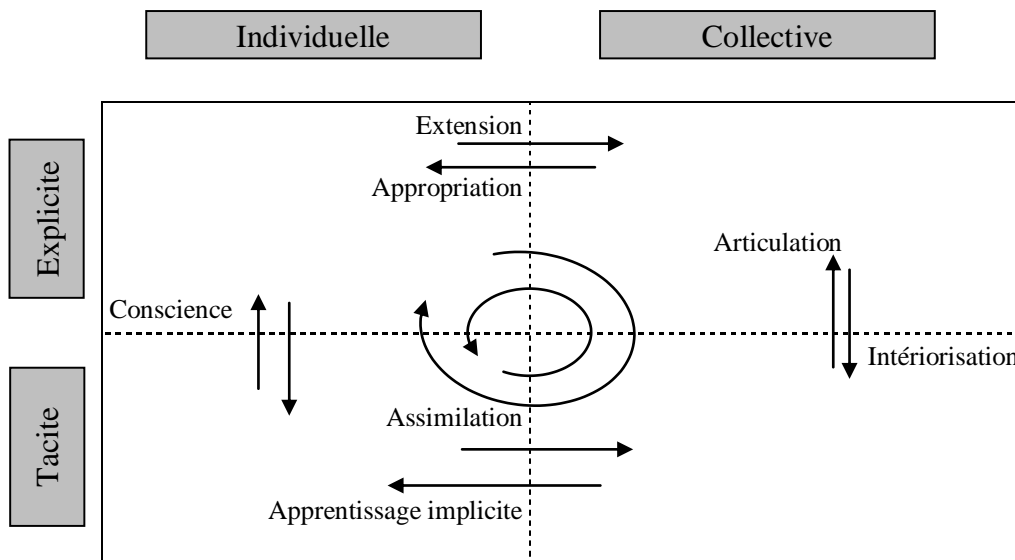 Individuelle
Collective
Explicite
Extension
Appropriation
Articulation
Conscience
Intériorisation
Tacite
Assimilation
Apprentissage implicite